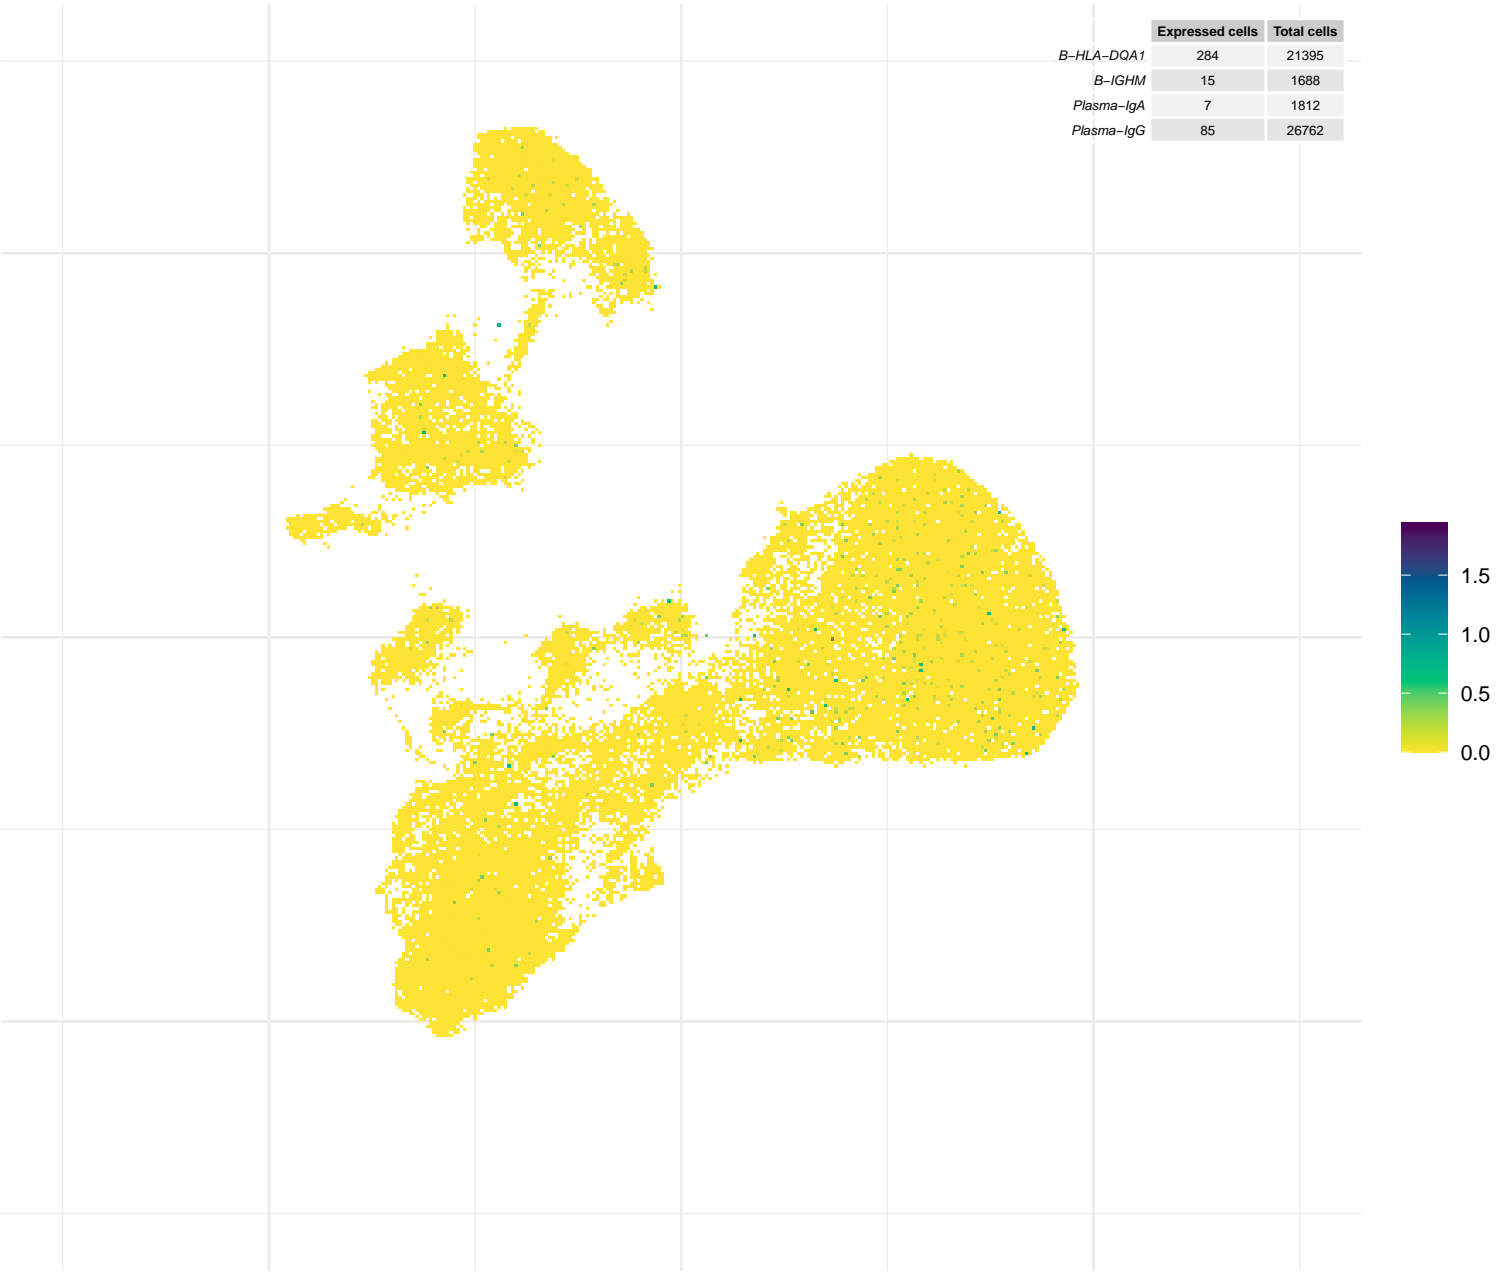 Expressed cells Total cells
B−HLA−DQA1 284 21395
B−IGHM 15 1688
Plasma−IgA 7 1812
Plasma−IgG 85 26762
1.5
1.0
0.5
0.0